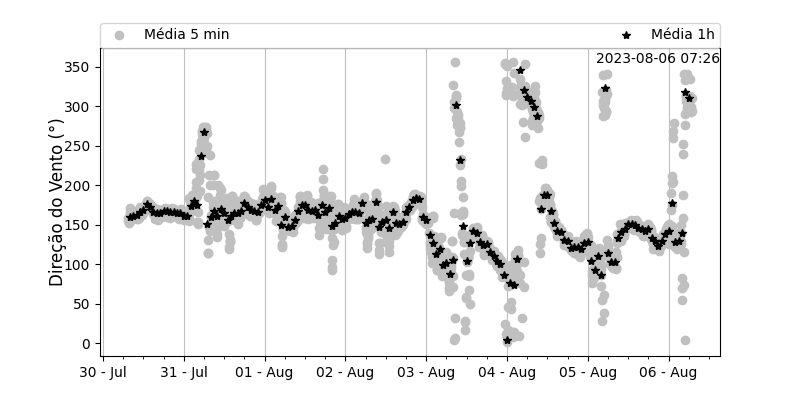 Média 5 min
Média 1h
2023-08-06 07:26
Direção do Vento (°)
350
300
250
200
150
100
50
0
30 - Jul
31 - Jul
01 - Aug
02 - Aug
03 - Aug
04 - Aug
05 - Aug
06 - Aug